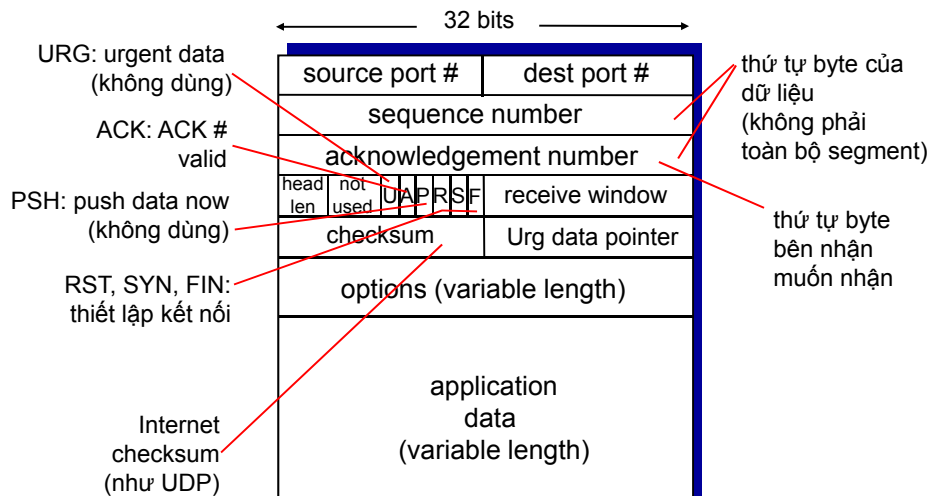 32 bits
URG: urgent data
(không dùng)
ACK: ACK #
valid
PSH: push data now
(không dùng)
RST, SYN, FIN:
thiết lập kết nối
Internet
checksum
(như UDP)
source port #
dest port #
sequence number
acknowledgement number
head
len
not
used
U A P R S F
receive window
checksum
Urg data pointer
options (variable length)
application
data
(variable length)
thứ tự byte của
dữ liệu
(không phải
toàn bộ segment)
thứ tự byte
bên nhận
muốn nhận